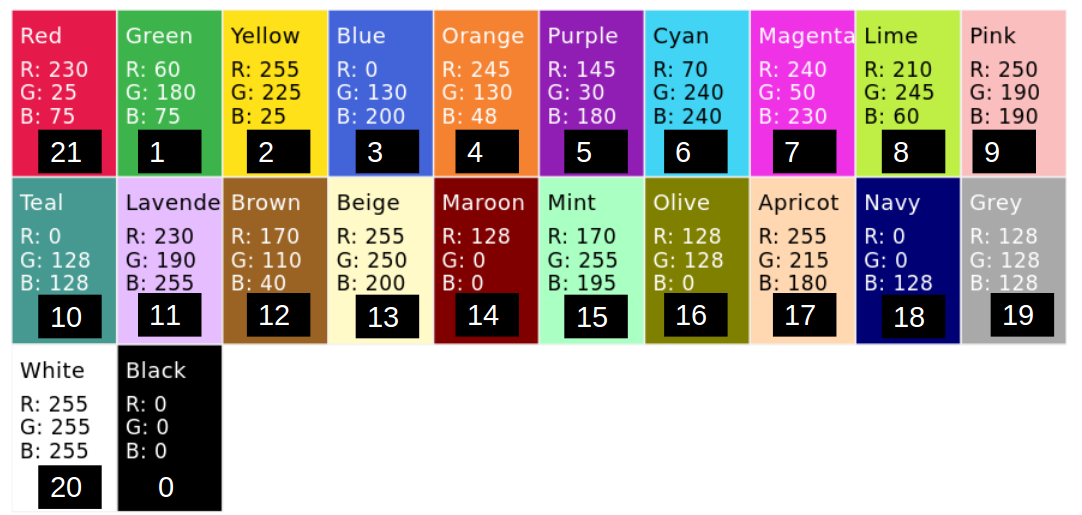 Red
R: 230
G: 25
B: 75
21
Green
R: 60
G: 180
B: 75
1
Yellow
R: 255
G: 225
B: 25
2
Blue
R: 0
G: 130
B: 200
3
Orange
R: 245
G: 130
B: 48
4
Purple
R: 145
G: 30
B: 180
5
Cyan
R: 70
G: 240
B: 240
6
Magenta
R: 240
G: 50
B: 230
7
Lime
R: 210
G: 245
B: 60
8
Pink
R: 250
G: 190
B: 190
9
Teal
R: 0
G: 128
B: 128
10
Lavende
R: 230
G: 190
B: 255
11
Brown
R: 170
G: 110
B: 40
12
Beige
R: 255
G: 250
B: 200
13
Maroon
R: 128
G: 0
B: 0
14
Mint
R: 170
G: 255
B: 195
15
Olive
R: 128
G: 128
B: 0
16
Apricot
R: 255
G: 215
B: 180
17
Navy
R: 0
G: 0
B: 128
18
Grey
R: 128
G: 128
B: 128
19
White
R: 255
G: 255
B: 255
20
Black
R: 0
G: 0
B: 0
0